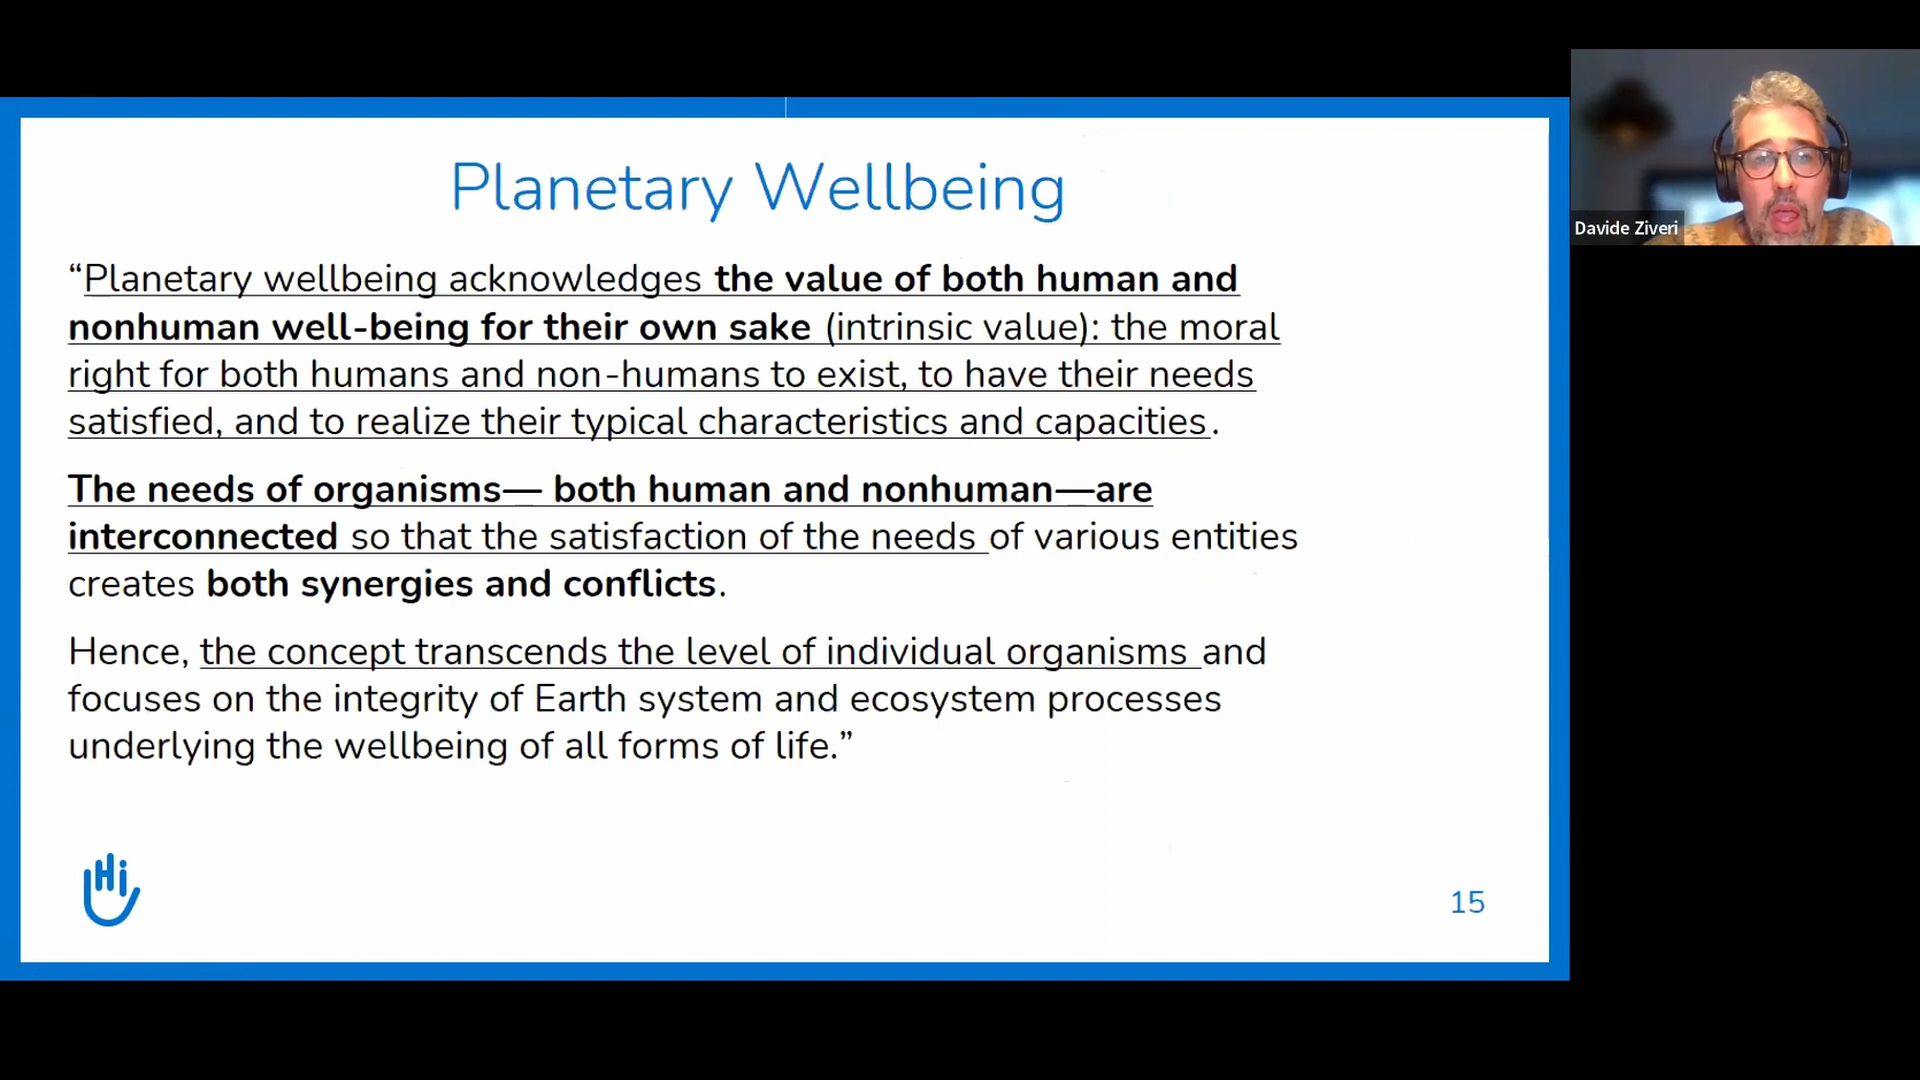 Planetary Wellbeing
“Planetary wellbeing acknowledges the value of both human and
nonhuman well-being for their own sake (intrinsic value): the moral
right for both humans and non-humans to exist, to have their needs
satisfied, and to realize their typical characteristics and capacities.
The needs of organisms— both human and nonhuman—are
interconnected so that the satisfaction of the needs of various entities
creates both synergies and conflicts.
Hence, the concept transcends the level of individual organisms and
focuses on the integrity of Earth system and ecosystem processes
underlying the wellbeing of all forms of life.”
Hi
15
Davide Ziveri